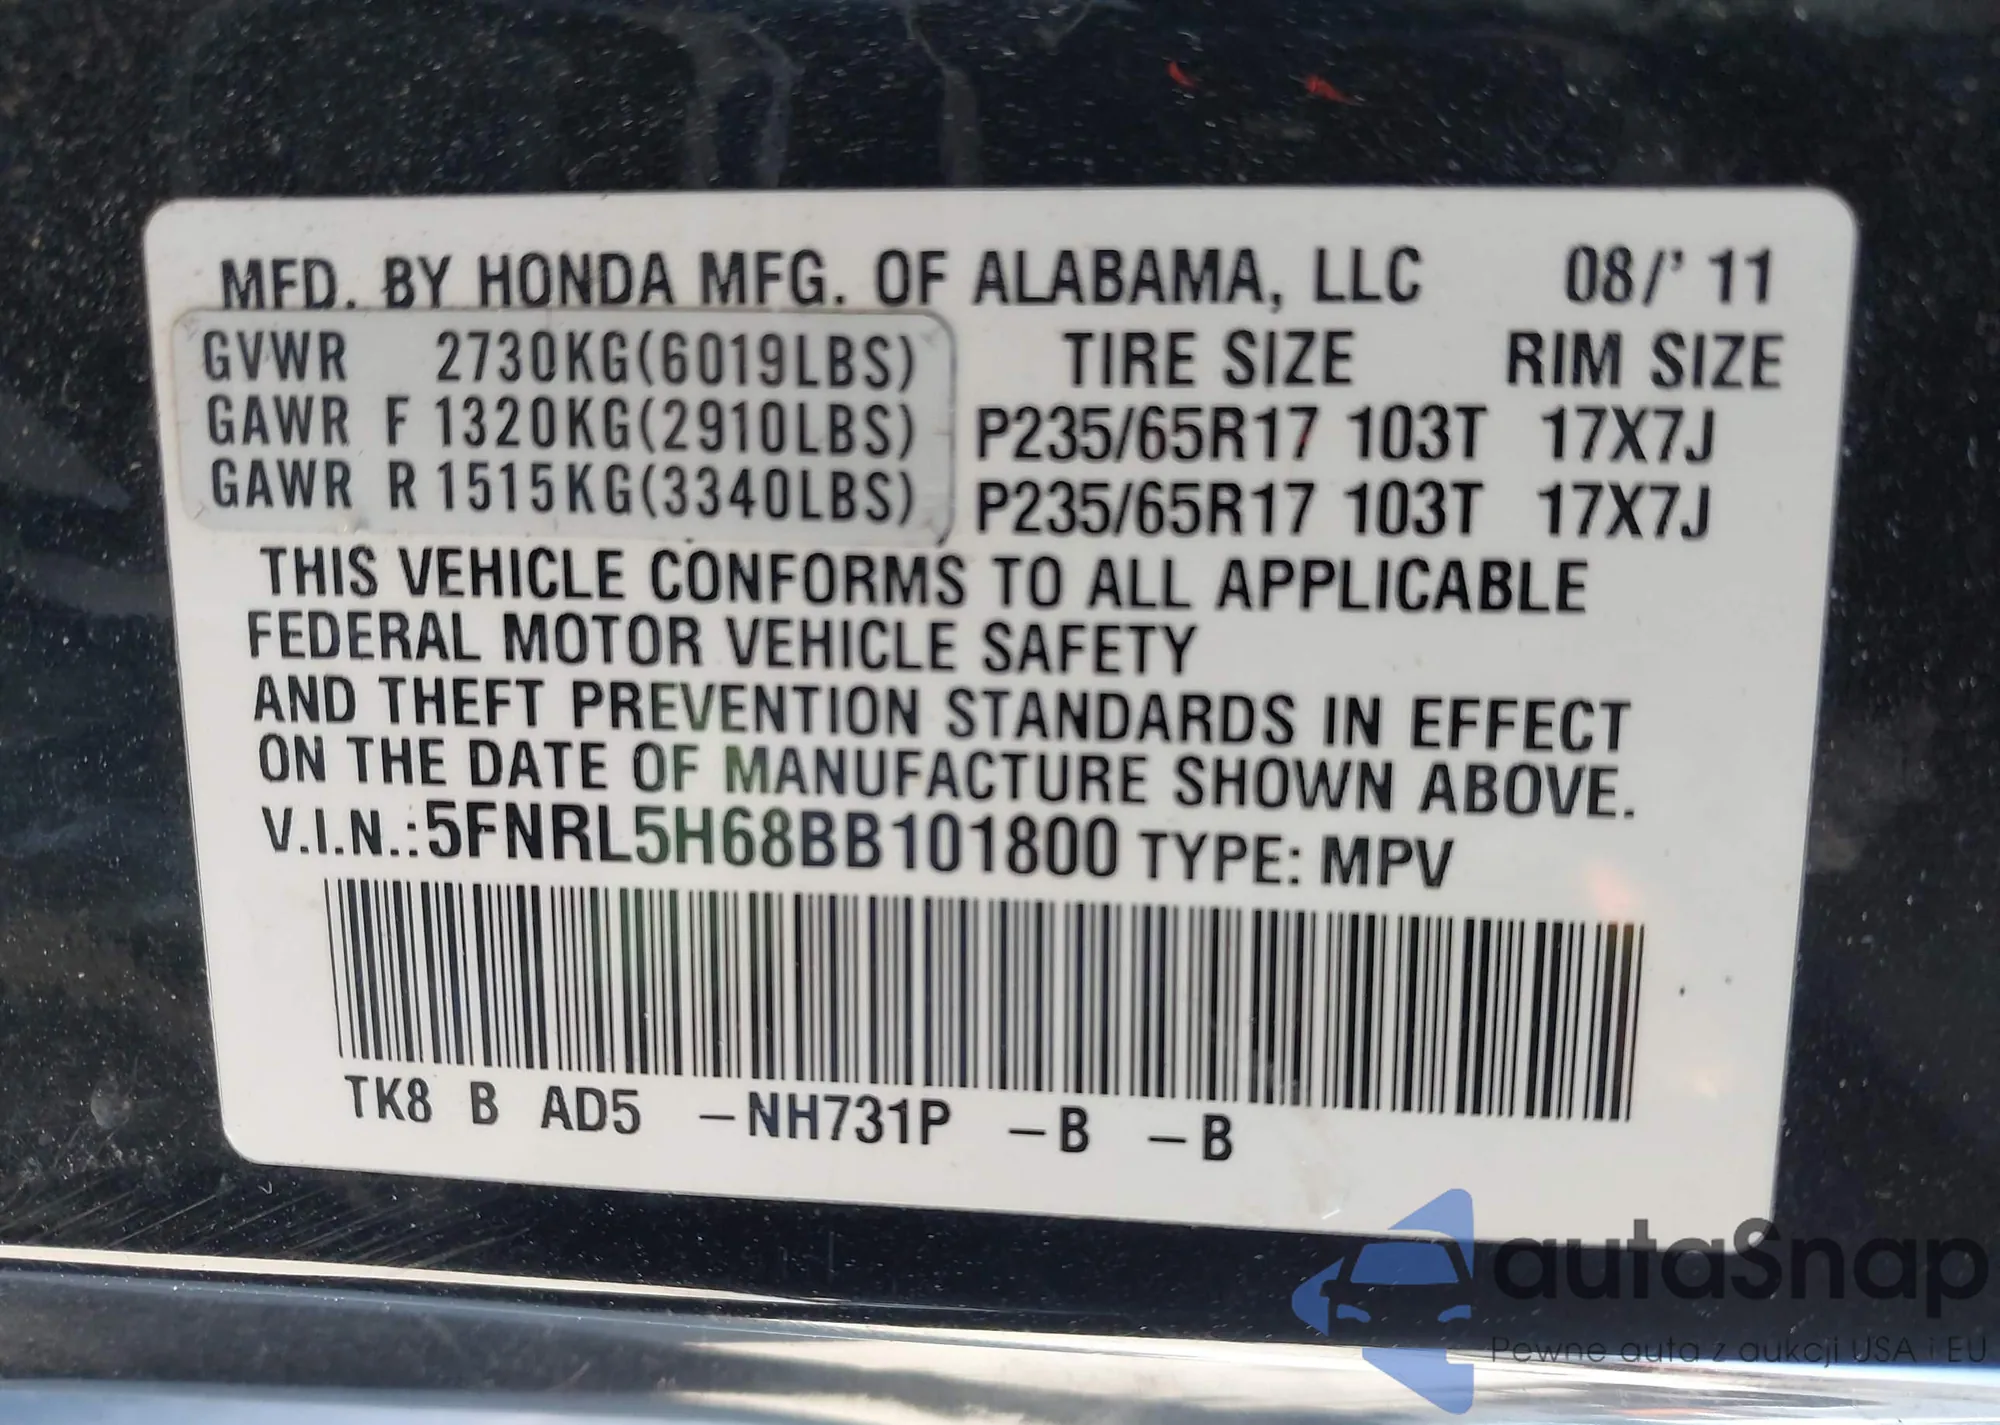 MFD. BY HONDA MFG. OF ALABAMA, LLC 08/'11
GVWR 2730KG(6019LBS) TIRE SIZE RIM SIZE
GAWR F 1320KG(2910LBS) P235/65R17 103T 17X7J
GAWR R 1515KG(3340LBS) P235/65R17 103T 17X7J
THIS VEHICLE CONFORMS TO ALL APPLICABLE
FEDERAL MOTOR VEHICLE SAFETY
AND THEFT PREVENTION STANDARDS IN EFFECT
ON THE DATE OF MANUFACTURE SHOWN ABOVE.
V.I.N.:5FNRL5H68BB101800 TYPE: MPV
TK8 B AD5 -NH731P -B -B
autaSnap
Pewne auta z aukcji USA i EU